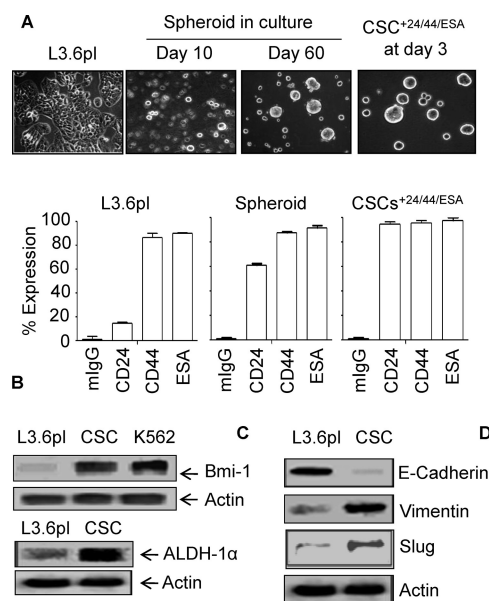 A
Spheroid in culture
CSC+24/44/ESA
L3.6pl
Day 10
Day 60
at day 3
L3.6pl
Spheroid
CSCs+24/44/ESA
% Expression
100
80
60
40
20
0
mIgG
CD24
CD44
ESA
mIgG
CD24
CD44
ESA
mIgG
CD24
CD44
ESA
B
L3.6pl CSC K562
Bmi-1
Actin
L3.6pl CSC
ALDH-1α
Actin
C
L3.6pl CSC
E-Cadherin
Vimentin
Slug
Actin
D